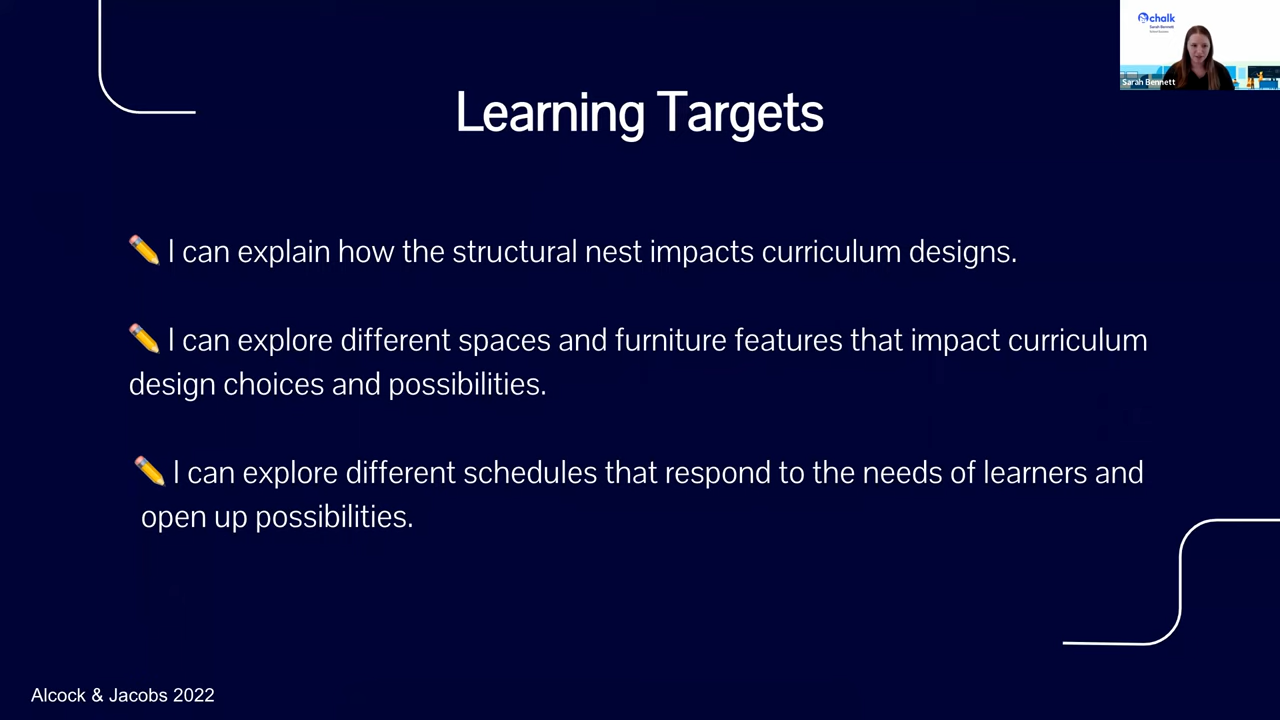 chalk
Sarah Bennett
Sarah Bennett
Learning Targets
I can explain how the structural nest impacts curriculum designs.
I can explore different spaces and furniture features that impact curriculum
design choices and possibilities.
I can explore different schedules that respond to the needs of learners and
open up possibilities.
Alcock & Jacobs 2022